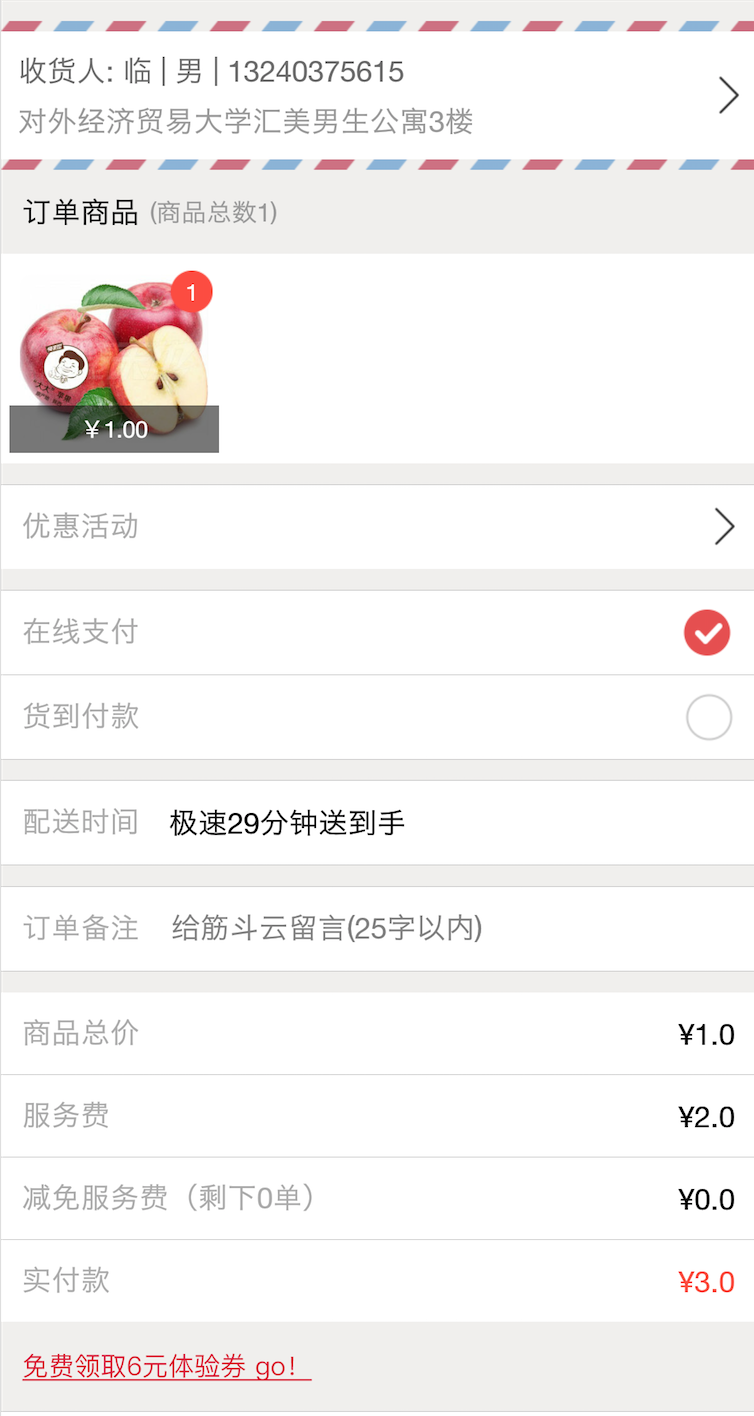 收货人: 临 | 男 | 13240375615
对外经济贸易大学汇美男生公寓3楼
订单商品 (商品总数1)
1
￥1.00
优惠活动
在线支付
货到付款
配送时间 极速29分钟送到手
订单备注 给筋斗云留言(25字以内)
商品总价 ¥1.0
服务费 ¥2.0
减免服务费（剩下0单） ¥0.0
实付款 ¥3.0
免费领取6元体验券 go！